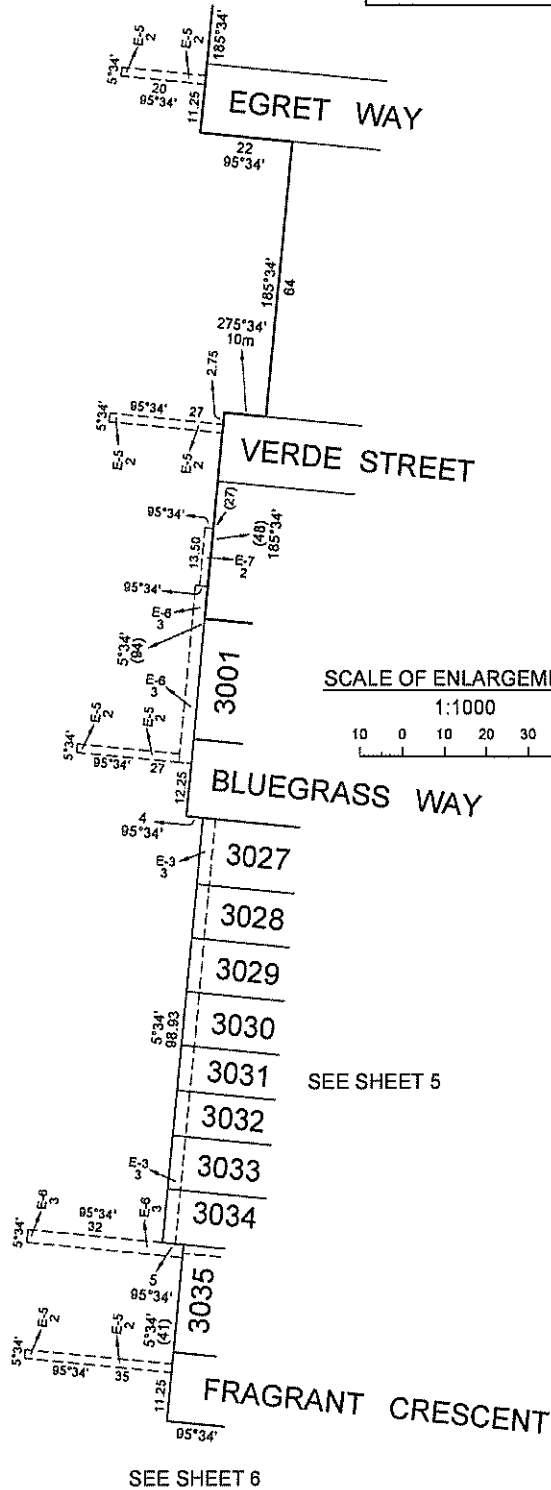 185°34'
E-5
2
E-5
2
5°34'
20
95°34'
11.25
EGRET WAY
22
95°34'
185°34'
64
275°34'
10m
2.75
95°34'
27
5°34'
E-5
2
E-5
2
VERDE STREET
95°34'
(27)
(48)
185°34'
13.50
E-7
2
95°34'
E-6
3
5°34'
(94)
3001
E-6
3
SCALE OF ENLARGEME
1:1000
10 0 10 20 30
E-5
2
E-5
2
5°34'
95°34'
27
12.25
BLUEGRASS WAY
4
95°34'
E-3
3
3027
3028
3029
3030
5°34'
98.93
3031
SEE SHEET 5
3032
E-3
3
3033
3034
E-6
3
95°34'
32
E-6
3
5°34'
5
95°34'
3035
5°34'
(41)
E-5
2
E-5
2
5°34'
95°34'
35
11.25
FRAGRANT CRESCENT
95°34'
SEE SHEET 6